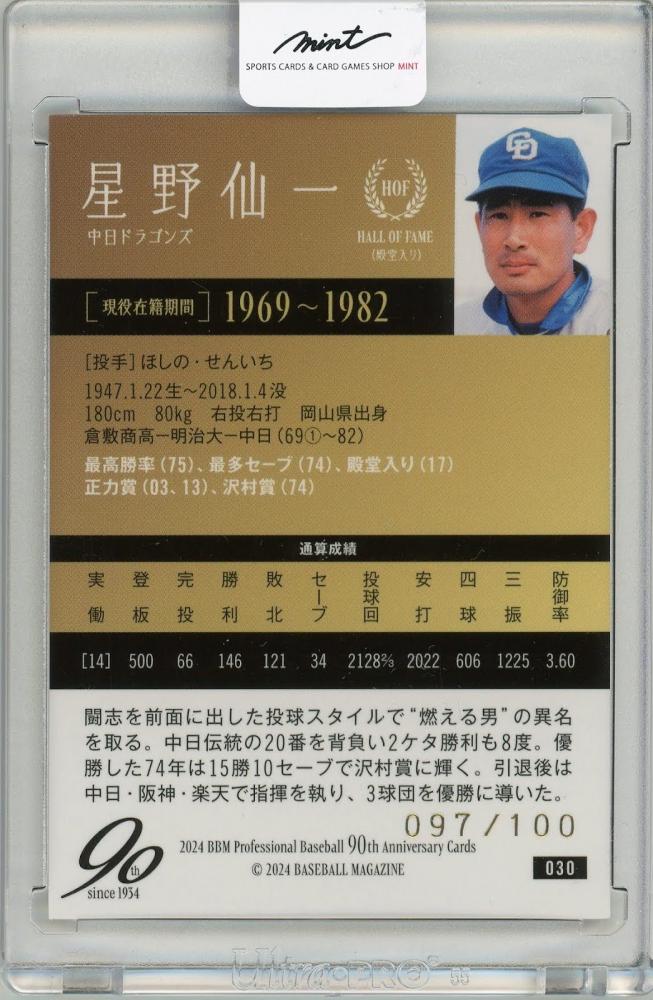 mint
SPORTS CARDS & CARD GAMES SHOP MINT
星野仙一
中日ドラゴンズ
HOF
HALL OF FAME
(殿堂入り)
CD
[現役在籍期間] 1969〜1982
[投手]ほしの・せんいち
1947.1.22生〜2018.1.4没
180cm 80kg 右投右打 岡山県出身
倉敷商高ー明治大ー中日(69①〜82)
最高勝率(75)、最多セーブ(74)、殿堂入り(17)
正力賞(03、13)、沢村賞(74)
通算成績
実働 登板 完投 勝利 敗北 セーブ 投球回 安打 四球 三振 防御率
[14] 500 66 146 121 34 2128⅔ 2022 606 1225 3.60
闘志を前面に出した投球スタイルで“燃える男”の異名
を取る。中日伝統の20番を背負い2ケタ勝利も8度。優
勝した74年は15勝10セーブで沢村賞に輝く。引退後は
中日・阪神・楽天で指揮を執り、3球団を優勝に導いた。
097/100
90th
since 1934
2024 BBM Professional Baseball 90th Anniversary Cards
© 2024 BASEBALL MAGAZINE
030
Ultra·PRO® 55